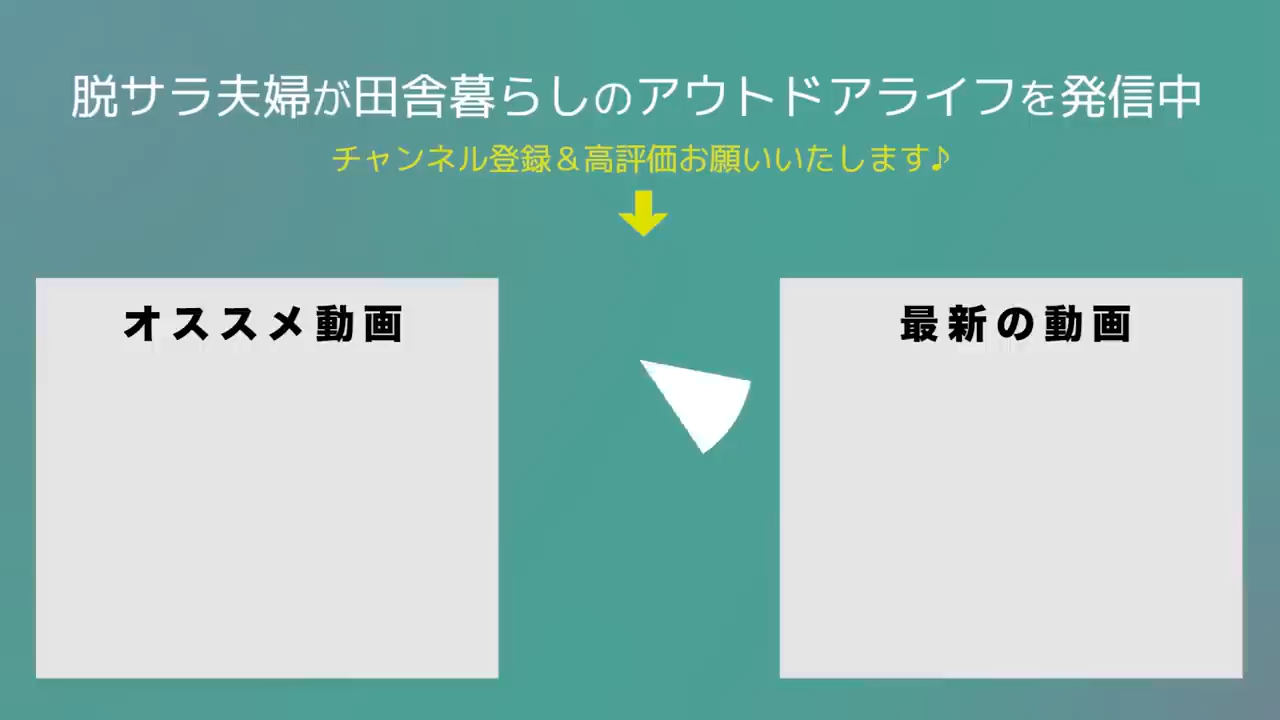 脱サラ夫婦が田舎暮らしのアウトドアライフを発信中
チャンネル登録＆高評価お願いいたします♪
オススメ動画
最新の動画